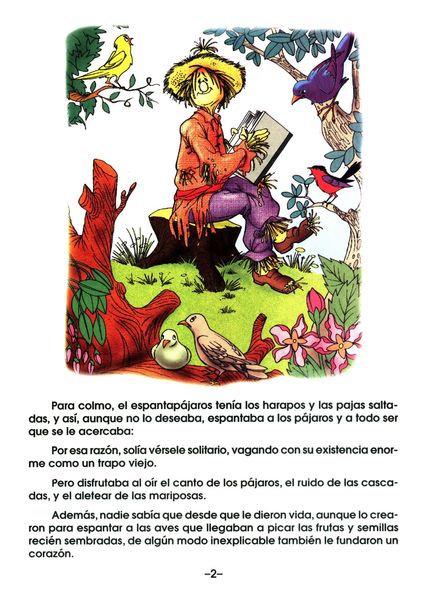 Para colmo, el espantapájaros tenía los harapos y las pajas salta-
das, y así, aunque no lo deseaba, espantaba a los pájaros y a todo ser
que se le acercaba:
Por esa razón, solía vérsele solitario, vagando con su existencia enor-
me como un trapo viejo.
Pero disfrutaba al oír el canto de los pájaros, el ruido de las casca-
das, y el aletear de las mariposas.
Además, nadie sabía que desde que le dieron vida, aunque lo crea-
ron para espantar a las aves que llegaban a picar las frutas y semillas
recién sembradas, de algún modo inexplicable también le fundaron un
corazón.
–2–